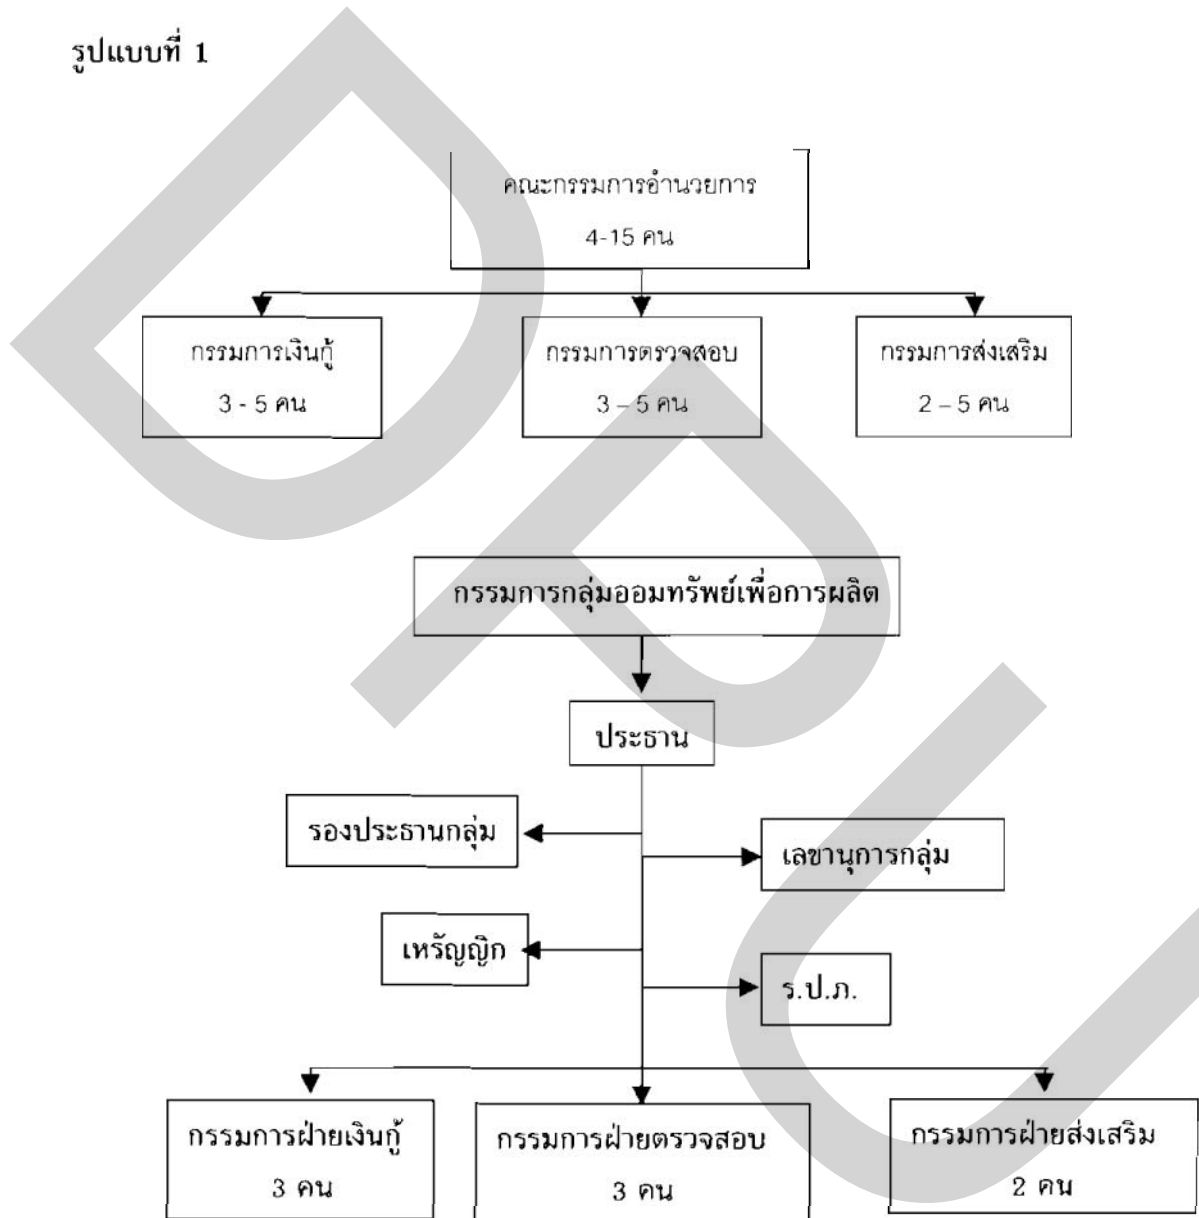 รูปแบบที่ 1
คณะกรรมการอำนวยการ
4-15 คน
กรรมการเงินกู้
3 - 5 คน
กรรมการตรวจสอบ
3 – 5 คน
กรรมการส่งเสริม
2 – 5 คน
กรรมการกลุ่มออมทรัพย์เพื่อการผลิต
ประธาน
รองประธานกลุ่ม
เลขานุการกลุ่ม
เหรัญญิก
ร.ป.ภ.
กรรมการฝ่ายเงินกู้
3 คน
กรรมการฝ่ายตรวจสอบ
3 คน
กรรมการฝ่ายส่งเสริม
2 คน
DPU